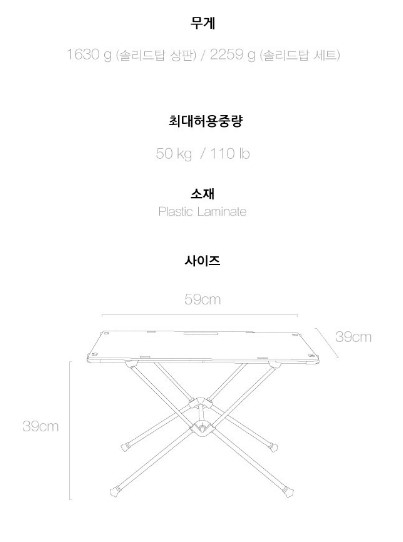 무게
1630 g (솔리드탑 상판) / 2259 g (솔리드탑 세트)
최대허용중량
50 kg / 110 lb
소재
Plastic Laminate
사이즈
59cm
39cm
39cm